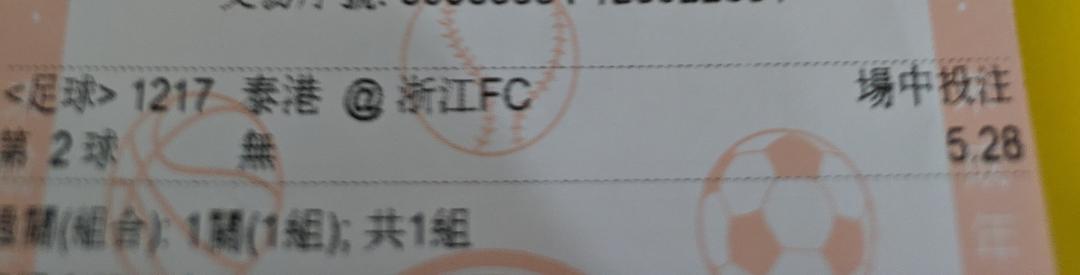 <足球> 1217 泰港 @ 浙江FC 場中投注
第 2 球 無 5.28
過關(組合): 1關(1組); 共1組